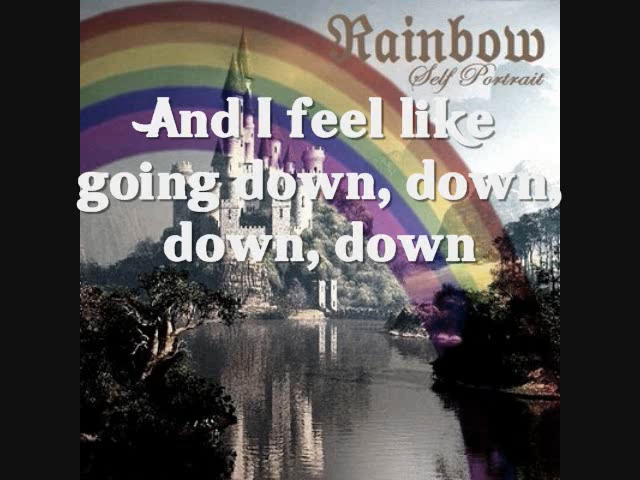 Rainbow
Self Portrait
And I feel like
going down, down,
down, down